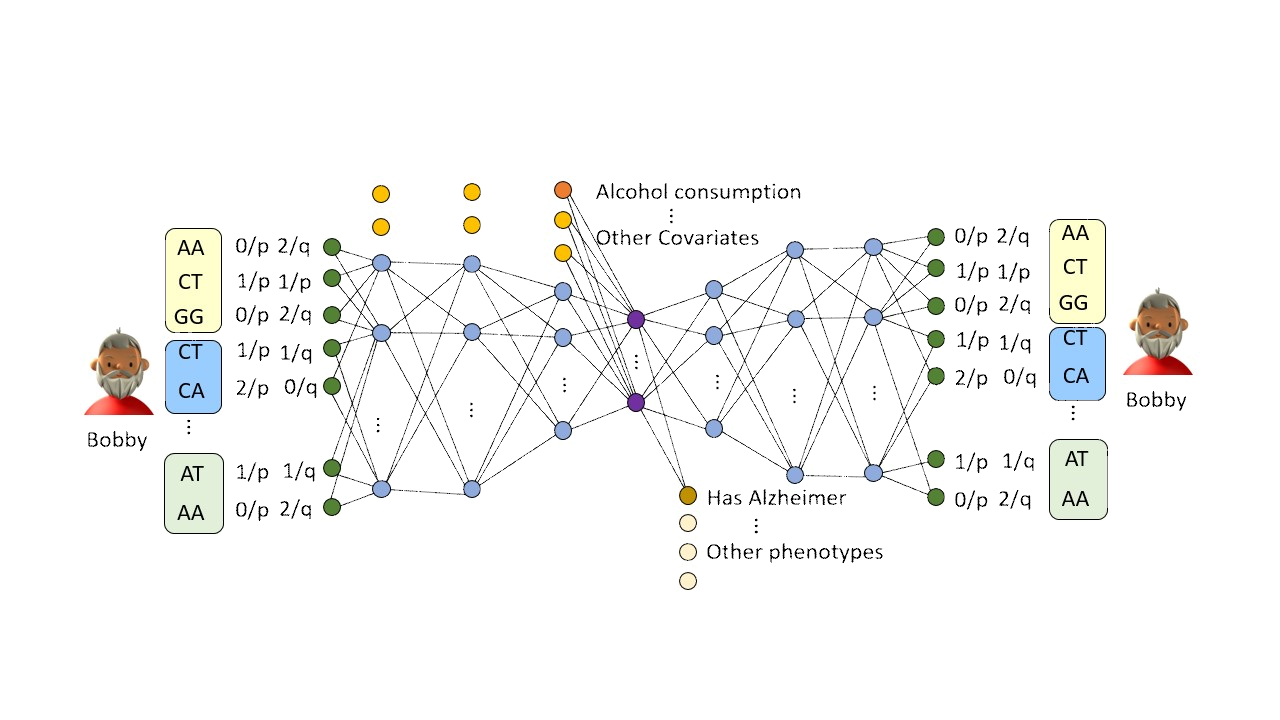 Alcohol consumption
⋮
Other Covariates
AA 0/p 2/q
CT 1/p 1/p
GG 0/p 2/q
CT 1/p 1/q
CA 2/p 0/q
⋮
AT 1/p 1/q
AA 0/p 2/q
Bobby
Has Alzheimer
⋮
Other phenotypes
0/p 2/q AA
1/p 1/p CT
0/p 2/q GG
1/p 1/q CT
2/p 0/q CA
⋮
1/p 1/q AT
0/p 2/q AA
Bobby